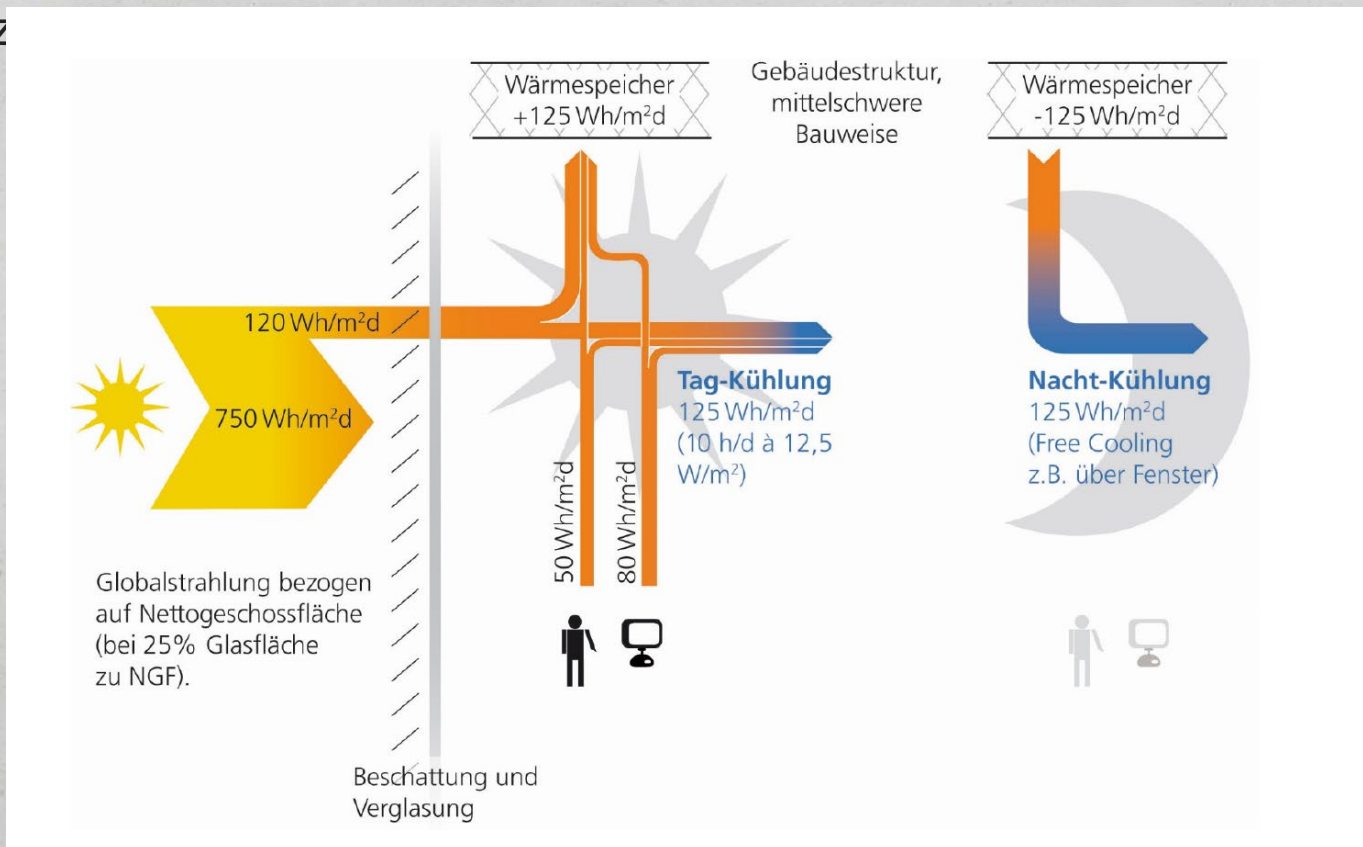 Wärmespeicher
+125 Wh/m²d
Gebäudestruktur,
mittelschwere
Bauweise
Wärmespeicher
-125 Wh/m²d
120 Wh/m²d
750 Wh/m²d
50 Wh/m²d
80 Wh/m²d
Tag-Kühlung
125 Wh/m²d
(10 h/d à 12,5
W/m²)
Nacht-Kühlung
125 Wh/m²d
(Free Cooling
z.B. über Fenster)
Globalstrahlung bezogen
auf Nettogeschossfläche
(bei 25% Glasfläche
zu NGF).
Beschattung und
Verglasung